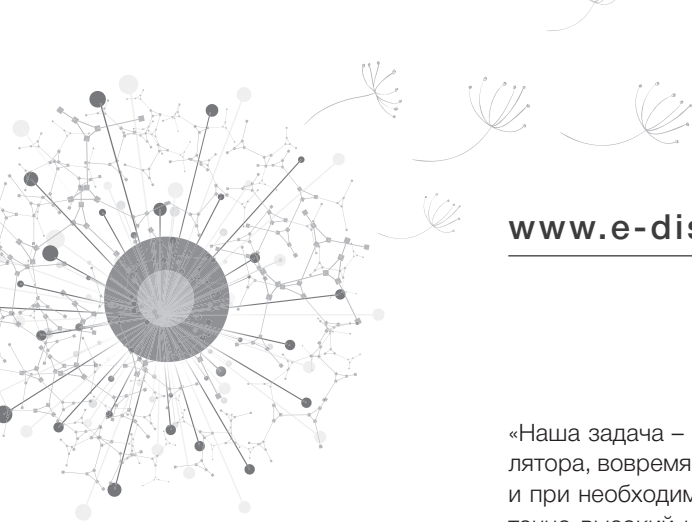 www.e-dis
«Наша задача –
лятора, вовремя
и при необходим